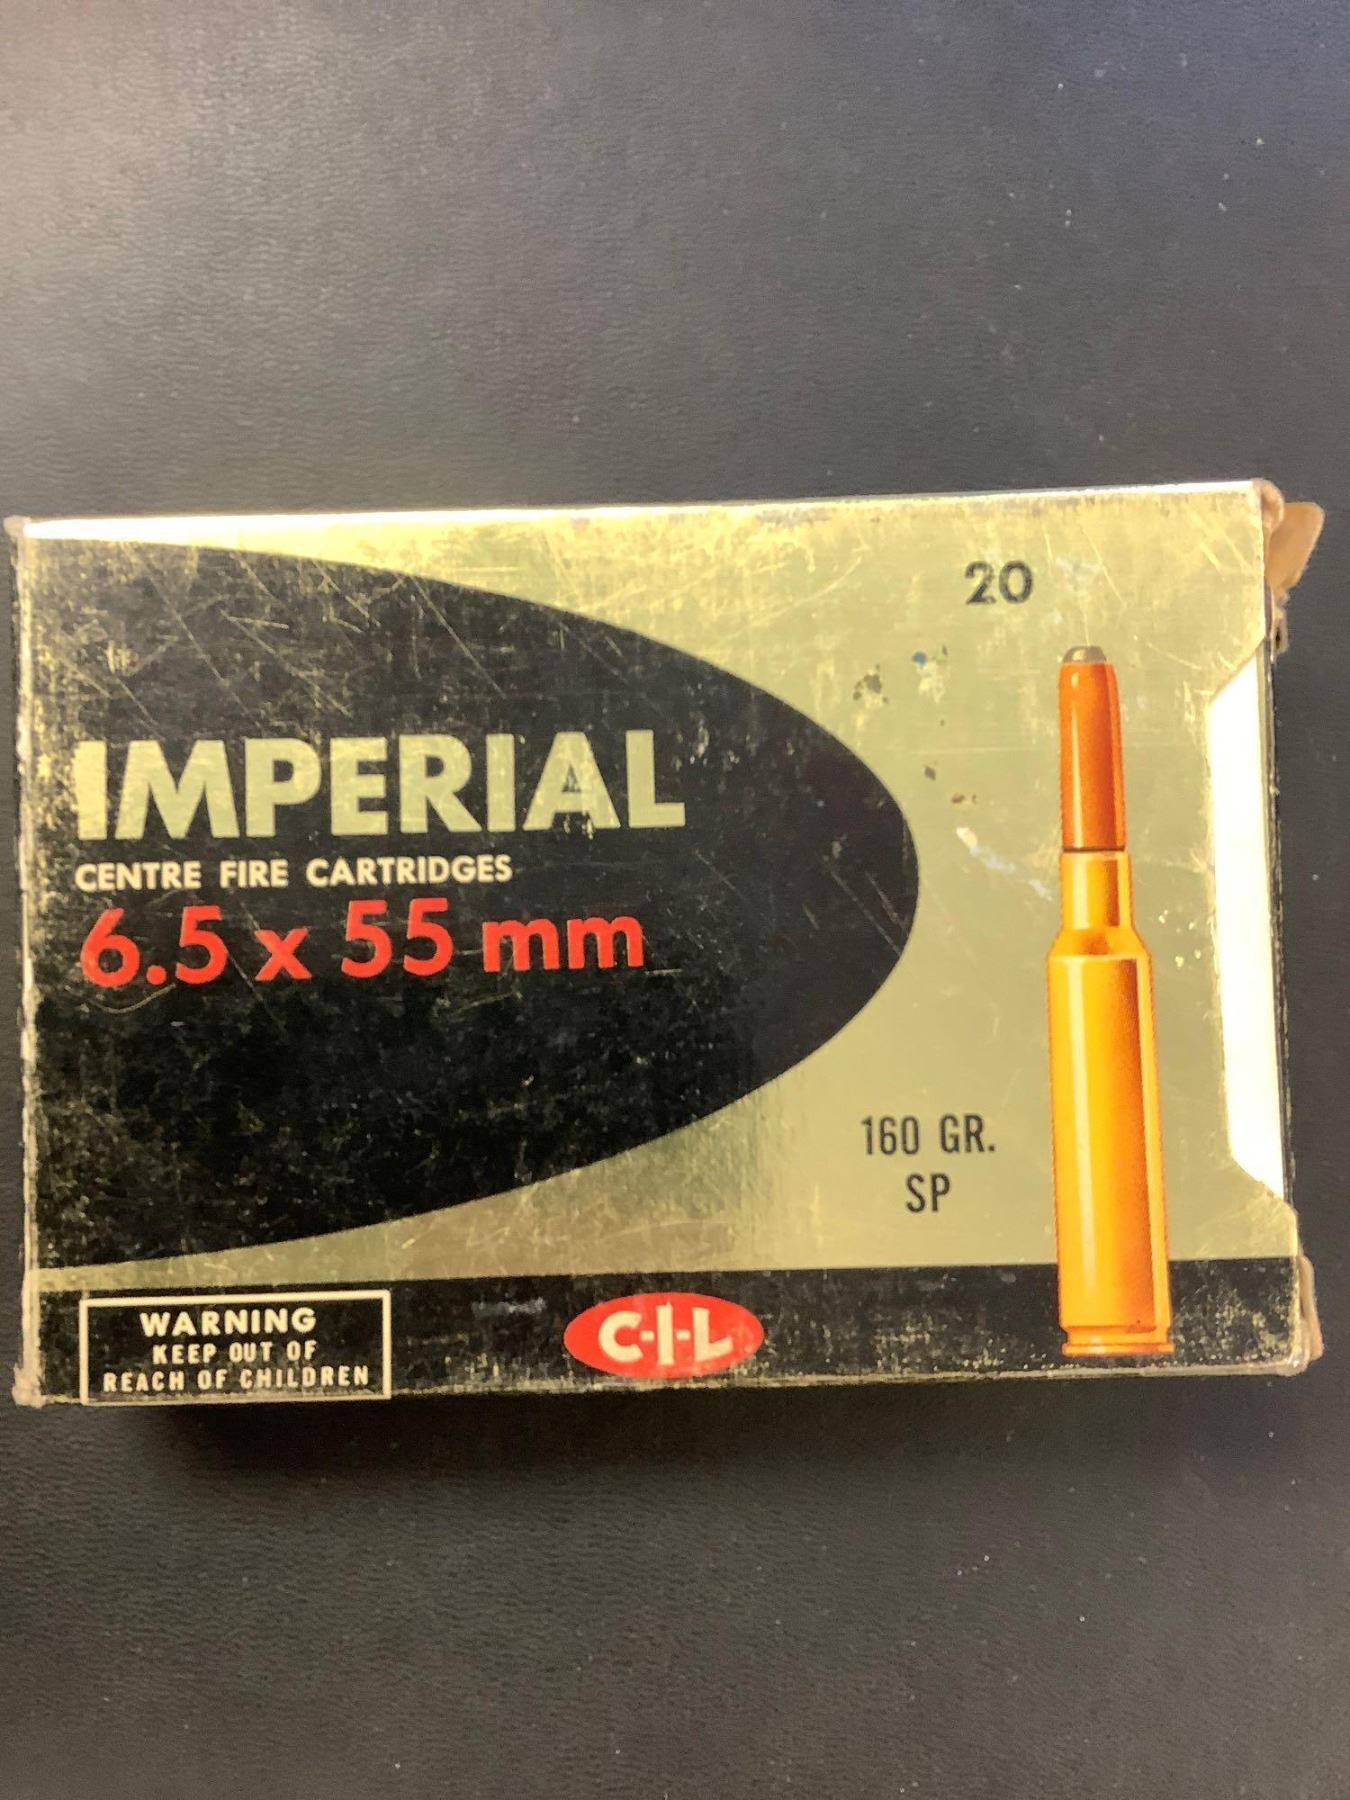 20
IMPERIAL
CENTRE FIRE CARTRIDGES
6.5 x 55 mm
160 GR.
SP
WARNING
KEEP OUT OF
REACH OF CHILDREN
C-I-L